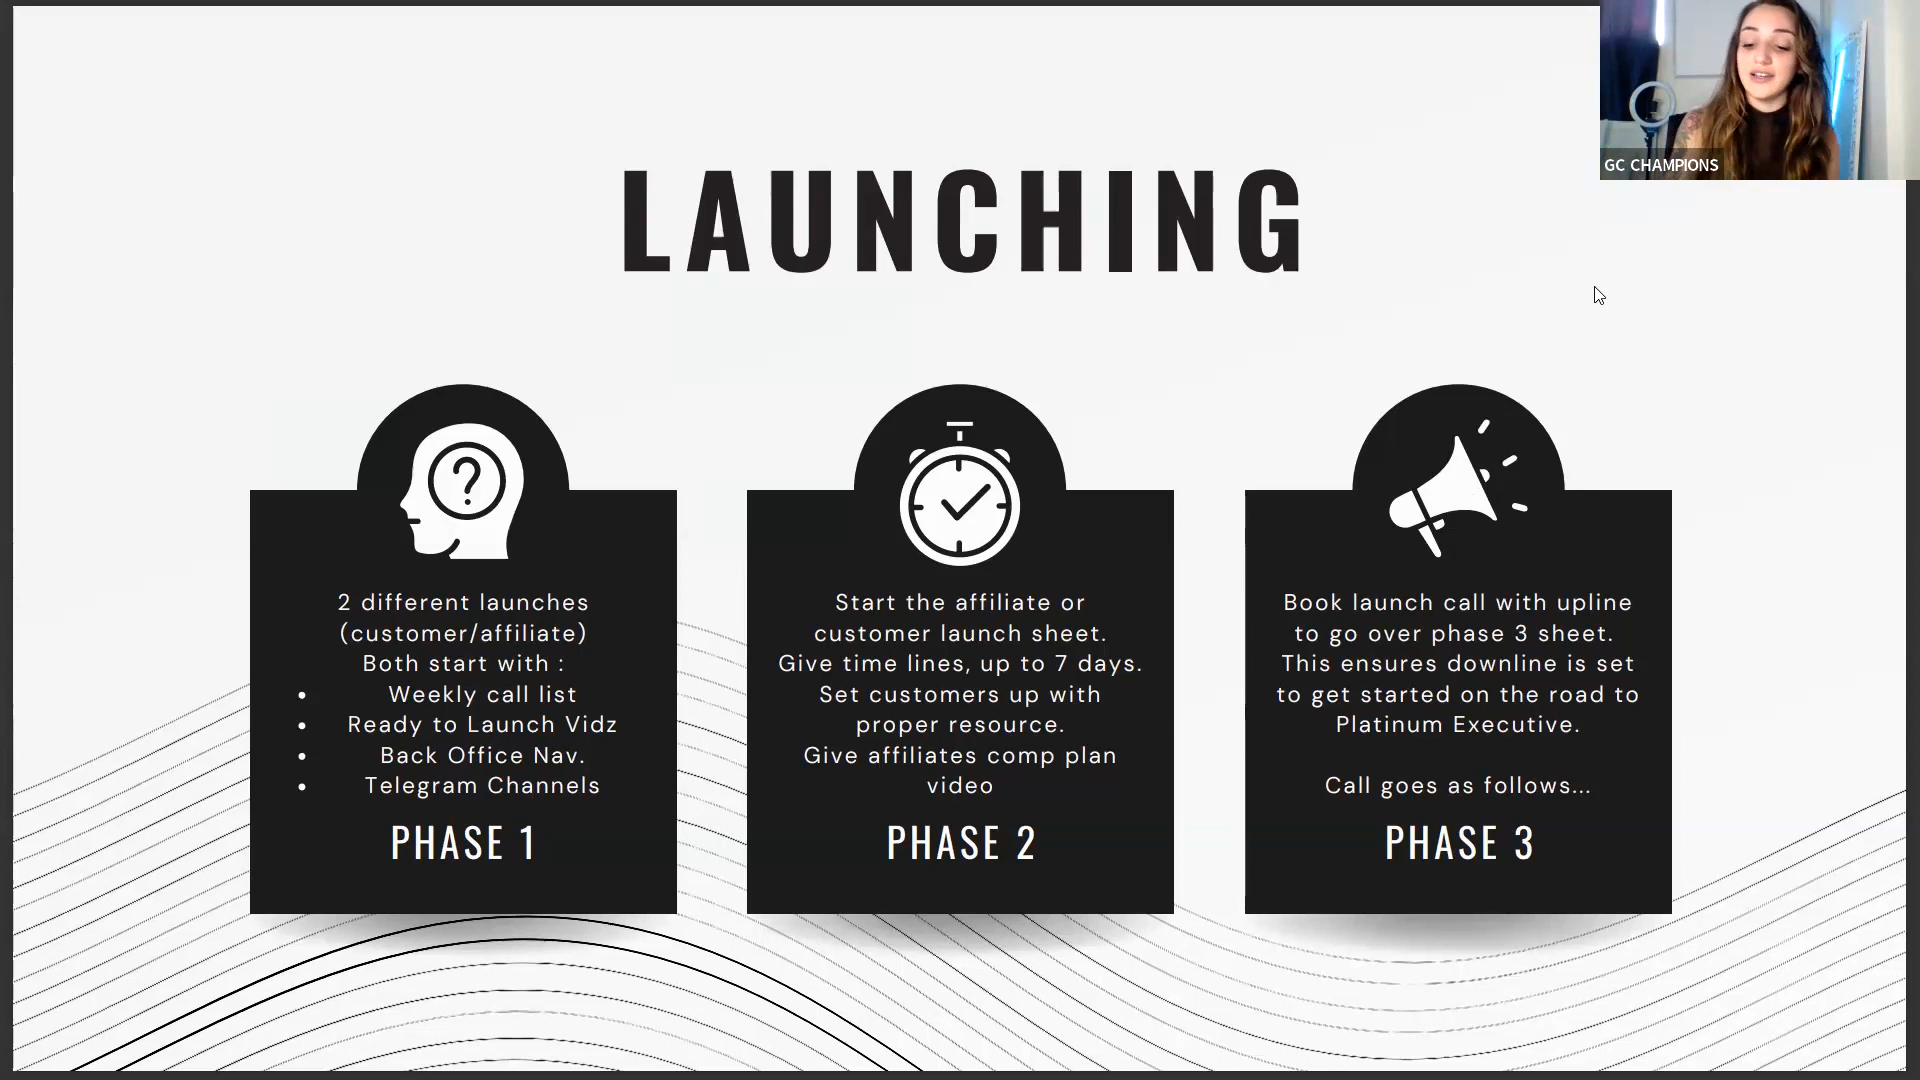 GC CHAMPIONS
LAUNCHING
2 different launches
(customer/affiliate)
Both start with :
• Weekly call list
• Ready to Launch Vidz
• Back Office Nav.
• Telegram Channels
PHASE 1
Start the affiliate or
customer launch sheet.
Give time lines, up to 7 days.
Set customers up with
proper resource.
Give affiliates comp plan
video
PHASE 2
Book launch call with upline
to go over phase 3 sheet.
This ensures downline is set
to get started on the road to
Platinum Executive.
Call goes as follows...
PHASE 3